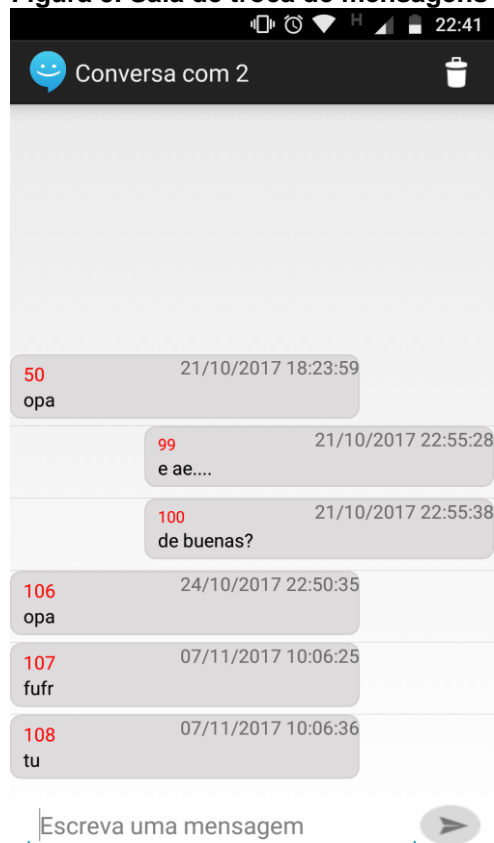 Figura 6. Sala de troca de mensagens
H 22:41
Conversa com 2
50 21/10/2017 18:23:59
opa
99 21/10/2017 22:55:28
e ae....
100 21/10/2017 22:55:38
de buenas?
106 24/10/2017 22:50:35
opa
107 07/11/2017 10:06:25
fufr
108 07/11/2017 10:06:36
tu
Escreva uma mensagem